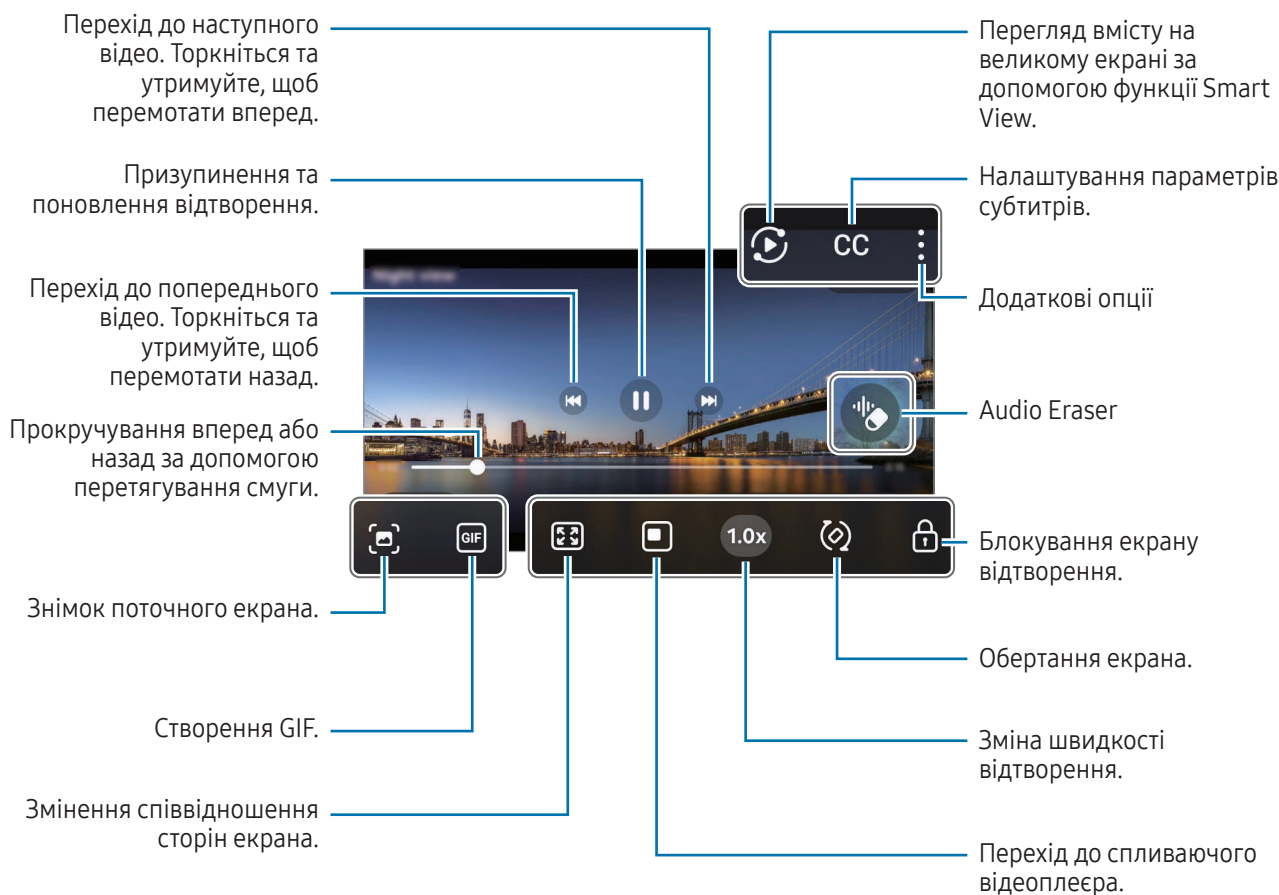 Перехід до наступного
відео. Торкніться та
утримуйте, щоб
перемотати вперед.
Призупинення та
поновлення відтворення.
Перехід до попереднього
відео. Торкніться та
утримуйте, щоб
перемотати назад.
Прокручування вперед або
назад за допомогою
перетягування смуги.
Знімок поточного екрана.
Створення GIF.
Змінення співвідношення
сторін екрана.
Night view
CC
GIF
1.0x
Перегляд вмісту на
великому екрані за
допомогою функції Smart
View.
Налаштування параметрів
субтитрів.
Додаткові опції
Audio Eraser
Блокування екрану
відтворення.
Обертання екрана.
Зміна швидкості
відтворення.
Перехід до спливаючого
відеоплеєра.